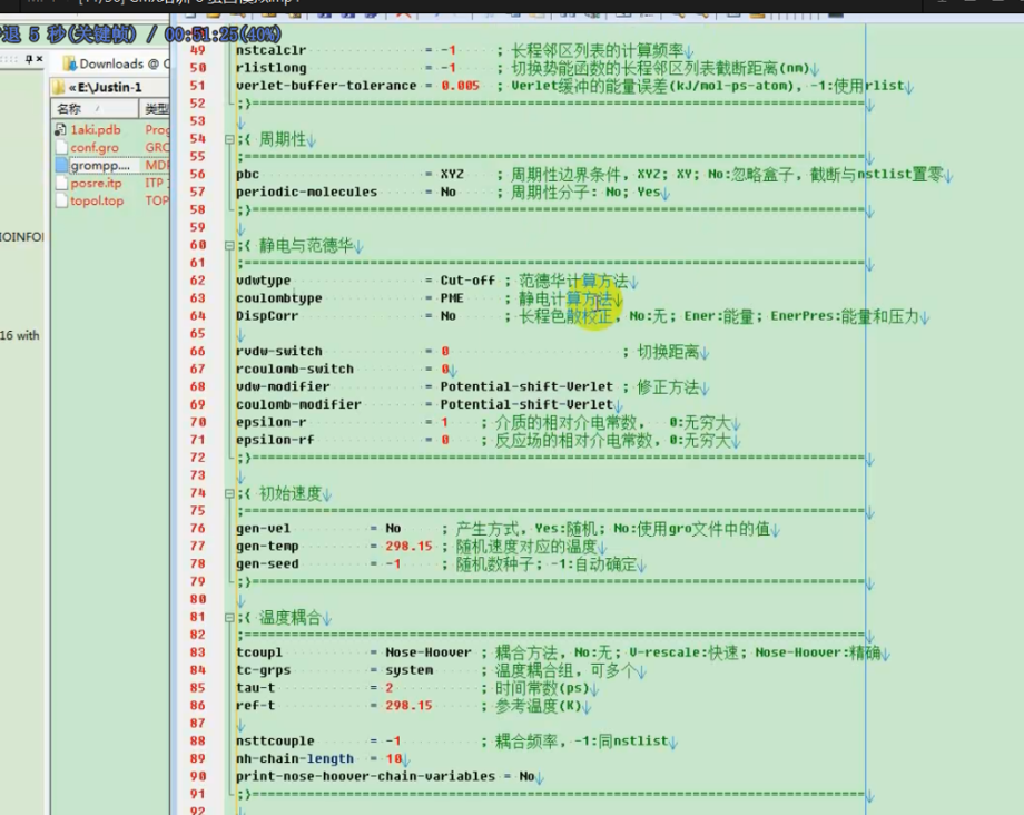 退 5 秒(关键帧) / 00:51:25(40%)
Downloads @ C
«E:\Justin-1
名称 类型
1aki.pdb Prog
conf.gro GRO
grompp.... MDP
posre.itp ITP
topol.top TOP
16 with
49 nstcalclr = -1 ; 长程邻区列表的计算频率↓
50 rlistlong = -1 ; 切换势能函数的长程邻区列表截断距离(nm)↓
51 verlet-buffer-tolerance = 0.005 ; Verlet缓冲的能量误差(kJ/mol-ps-atom), -1:使用rlist↓
52 ;}==============================↓
53 ↓
54 ;{ 周期性↓
55 ;==============================↓
56 pbc = XYZ ; 周期性边界条件, XYZ; XY; No:忽略盒子, 截断与nstlist置零↓
57 periodic-molecules = No ; 周期性分子: No; Yes↓
58 ;}==============================↓
59 ↓
60 ;{ 静电与范德华↓
61 ;==============================↓
62 vdwtype = Cut-off ; 范德华计算方法↓
63 coulombtype = PME ; 静电计算方法↓
64 DispCorr = No ; 长程色散校正, No:无; Ener:能量; EnerPres:能量和压力↓
65 ↓
66 rvdw-switch = 0 ; 切换距离↓
67 rcoulomb-switch = 0↓
68 vdw-modifier = Potential-shift-Verlet ; 修正方法↓
69 coulomb-modifier = Potential-shift-Verlet↓
70 epsilon-r = 1 ; 介质的相对介电常数, 0:无穷大↓
71 epsilon-rf = 0 ; 反应场的相对介电常数, 0:无穷大↓
72 ;}==============================↓
73 ↓
74 ;{ 初始速度↓
75 ;==============================↓
76 gen-vel = No ; 产生方式, Yes:随机; No:使用gro文件中的值↓
77 gen-temp = 298.15 ; 随机速度对应的温度↓
78 gen-seed = -1 ; 随机数种子; -1:自动确定↓
79 ;}==============================↓
80 ↓
81 ;{ 温度耦合↓
82 ;==============================↓
83 tcoupl = Nose-Hoover ; 耦合方法, No:无; V-rescale:快速; Nose-Hoover:精确↓
84 tc-grps = system ; 温度耦合组, 可多个↓
85 tau-t = 2 ; 时间常数(ps)↓
86 ref-t = 298.15 ; 参考温度(K)↓
87 ↓
88 nsttcouple = -1 ; 耦合频率, -1:同nstlist↓
89 nh-chain-length = 10↓
90 print-nose-hoover-chain-variables = No↓
91 ;}==============================↓
92 ↓